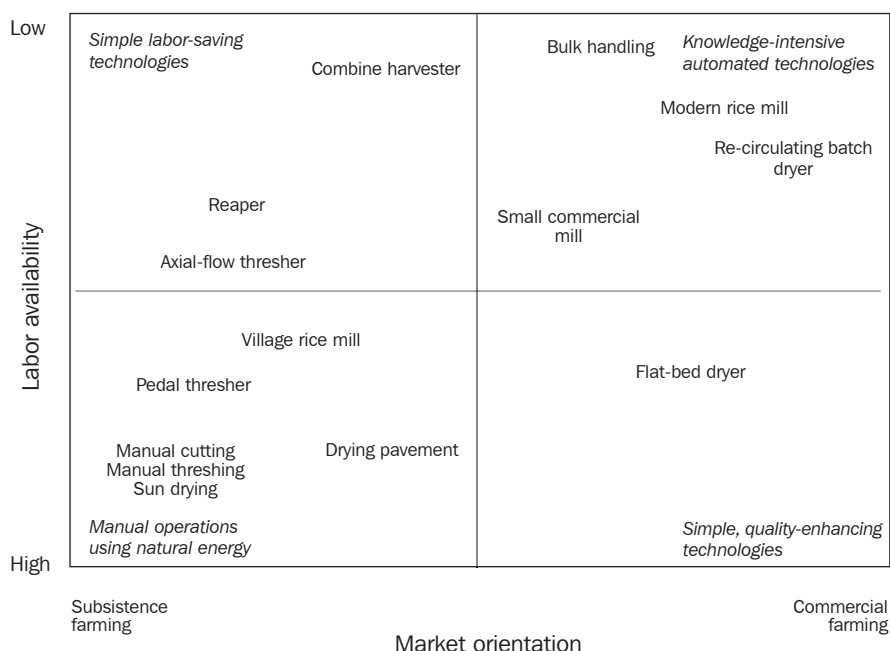 Low
Simple labor-saving
technologies
Combine harvester
Bulk handling
Knowledge-intensive
automated technologies
Modern rice mill
Re-circulating batch
dryer
Reaper
Small commercial
mill
Axial-flow thresher
Labor availability
Village rice mill
Pedal thresher
Flat-bed dryer
Manual cutting
Manual threshing
Sun drying
Drying pavement
Manual operations
using natural energy
Simple, quality-enhancing
technologies
High
Subsistence
farming
Commercial
farming
Market orientation